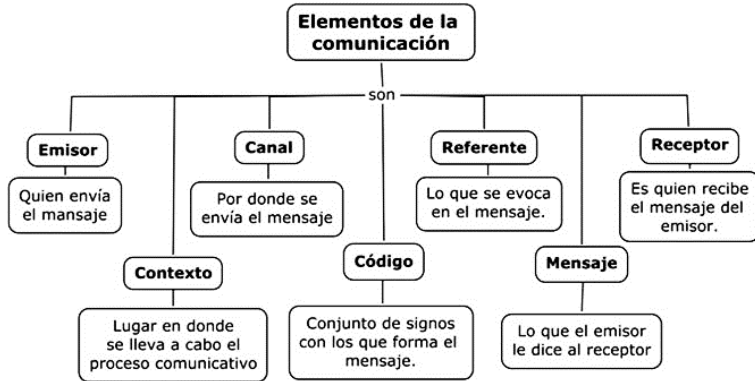 Elementos de la
comunicación
son
Emisor
Quien envía
el mansaje
Contexto
Lugar en donde
se lleva a cabo el
proceso comunicativo
Canal
Por donde se
envía el mensaje
Código
Conjunto de signos
con los que forma el
mensaje.
Referente
Lo que se evoca
en el mensaje.
Mensaje
Lo que el emisor
le dice al receptor
Receptor
Es quien recibe
el mensaje del
emisor.